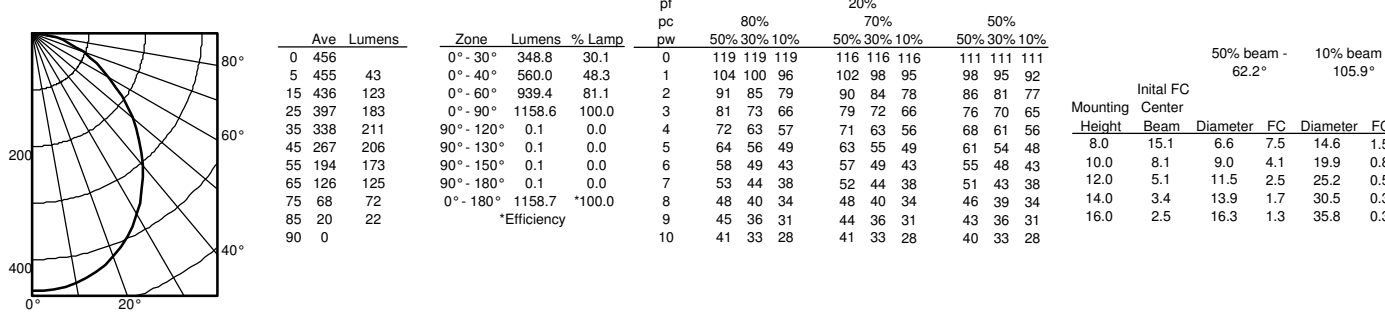 80°
60°
40°
200
400
0° 20°
Ave Lumens
0 456
5 455 43
15 436 123
25 397 183
35 338 211
45 267 206
55 194 173
65 126 125
75 68 72
85 20 22
90 0
Zone Lumens % Lamp
0° - 30° 348.8 30.1
0° - 40° 560.0 48.3
0° - 60° 939.4 81.1
0° - 90° 1158.6 100.0
90° - 120° 0.1 0.0
90° - 130° 0.1 0.0
90° - 150° 0.1 0.0
90° - 180° 0.1 0.0
0° - 180° 1158.7 *100.0
*Efficiency
pf 20%
pc 80% 70% 50%
pw 50% 30% 10% 50% 30% 10% 50% 30% 10%
0 119 119 119 116 116 116 111 111 111
1 104 100 96 102 98 95 98 95 92
2 91 85 79 90 84 78 86 81 77
3 81 73 66 79 72 66 76 70 65
4 72 63 57 71 63 56 68 61 56
5 64 56 49 63 55 49 61 54 48
6 58 49 43 57 49 43 55 48 43
7 53 44 38 52 44 38 51 43 38
8 48 40 34 48 40 34 46 39 34
9 45 36 31 44 36 31 43 36 31
10 41 33 28 41 33 28 40 33 28
50% beam - 10% beam
62.2° 105.9°
Inital FC
Mounting Center
Height Beam Diameter FC Diameter
8.0 15.1 6.6 7.5 14.6
10.0 8.1 9.0 4.1 19.9
12.0 5.1 11.5 2.5 25.2
14.0 3.4 13.9 1.7 30.5
16.0 2.5 16.3 1.3 35.8